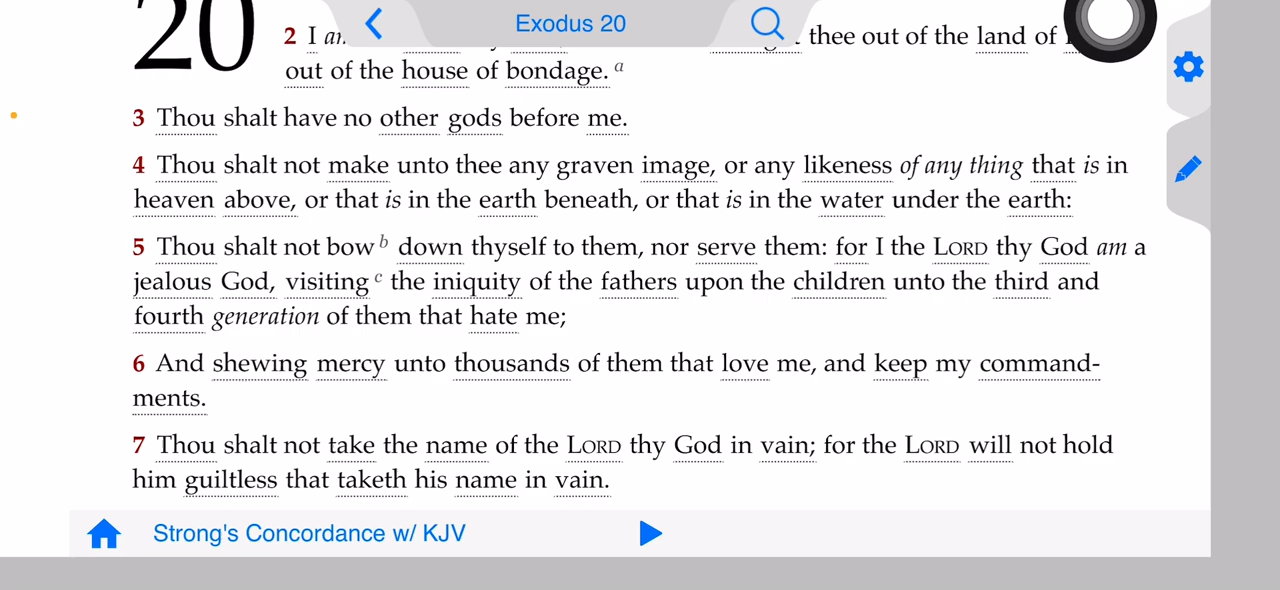 Exodus 20
20
2 I thee out of the land of
out of the house of bondage. a
3 Thou shalt have no other gods before me.
4 Thou shalt not make unto thee any graven image, or any likeness of any thing that is in
heaven above, or that is in the earth beneath, or that is in the water under the earth:
5 Thou shalt not bow b down thyself to them, nor serve them: for I the LORD thy God am a
jealous God, visiting c the iniquity of the fathers upon the children unto the third and
fourth generation of them that hate me;
6 And shewing mercy unto thousands of them that love me, and keep my command-
ments.
7 Thou shalt not take the name of the LORD thy God in vain; for the LORD will not hold
him guiltless that taketh his name in vain.
Strong's Concordance w/ KJV